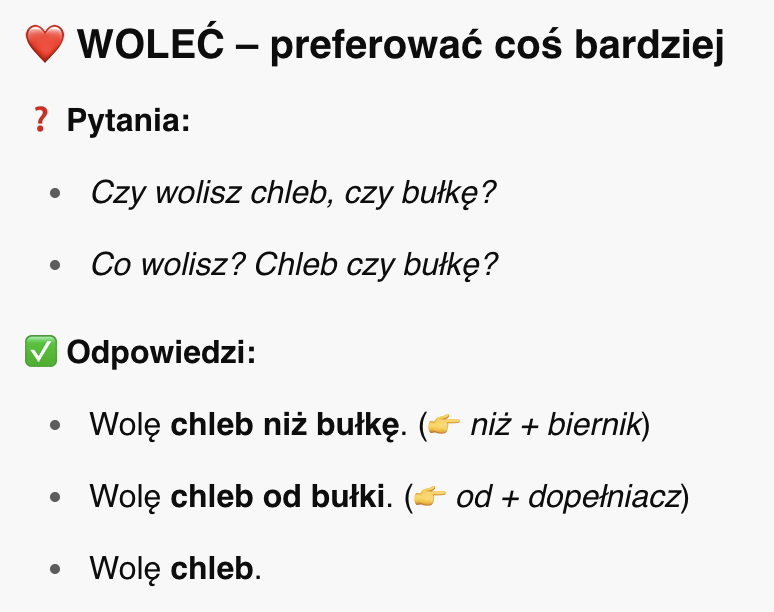 ❤️ WOLEĆ – preferować coś bardziej
❓ Pytania:
• Czy wolisz chleb, czy bułkę?
• Co wolisz? Chleb czy bułkę?
✅ Odpowiedzi:
• Wolę chleb niż bułkę. (👉 niż + biernik)
• Wolę chleb od bułki. (👉 od + dopełniacz)
• Wolę chleb.